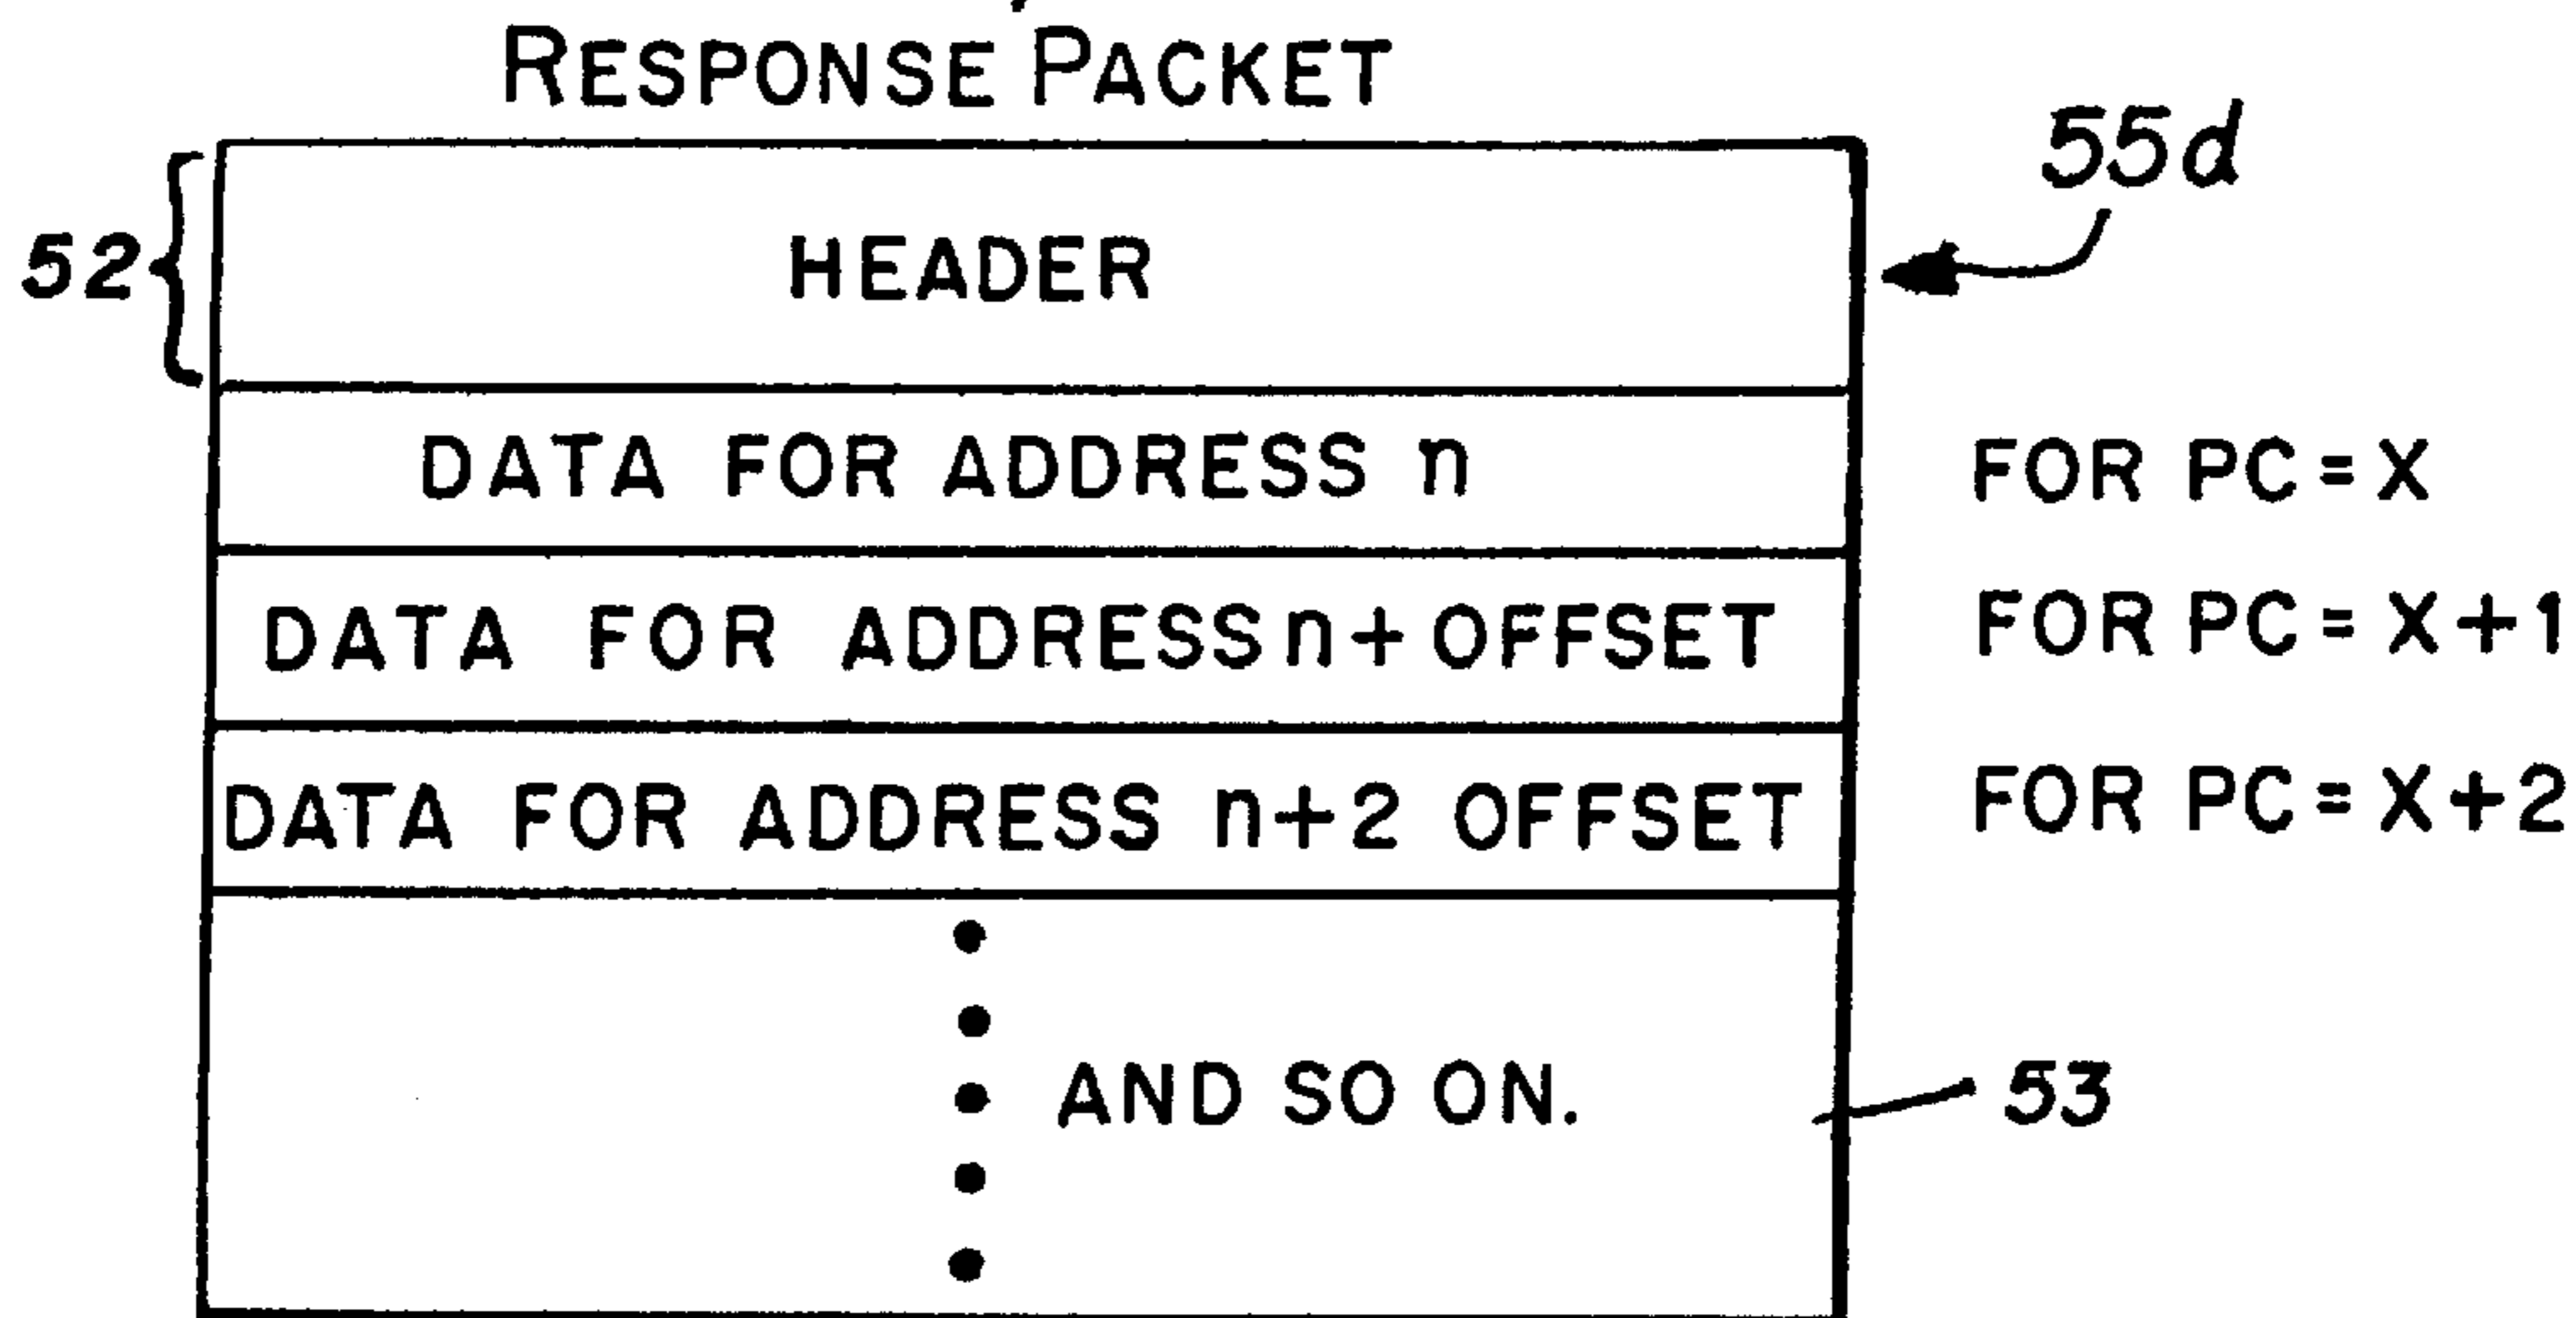 RESPONSE PACKET
55d
52
HEADER
DATA FOR ADDRESS n
FOR PC = X
DATA FOR ADDRESS n + OFFSET
FOR PC = X+1
DATA FOR ADDRESS n+2 OFFSET
FOR PC = X+2
AND SO ON.
53